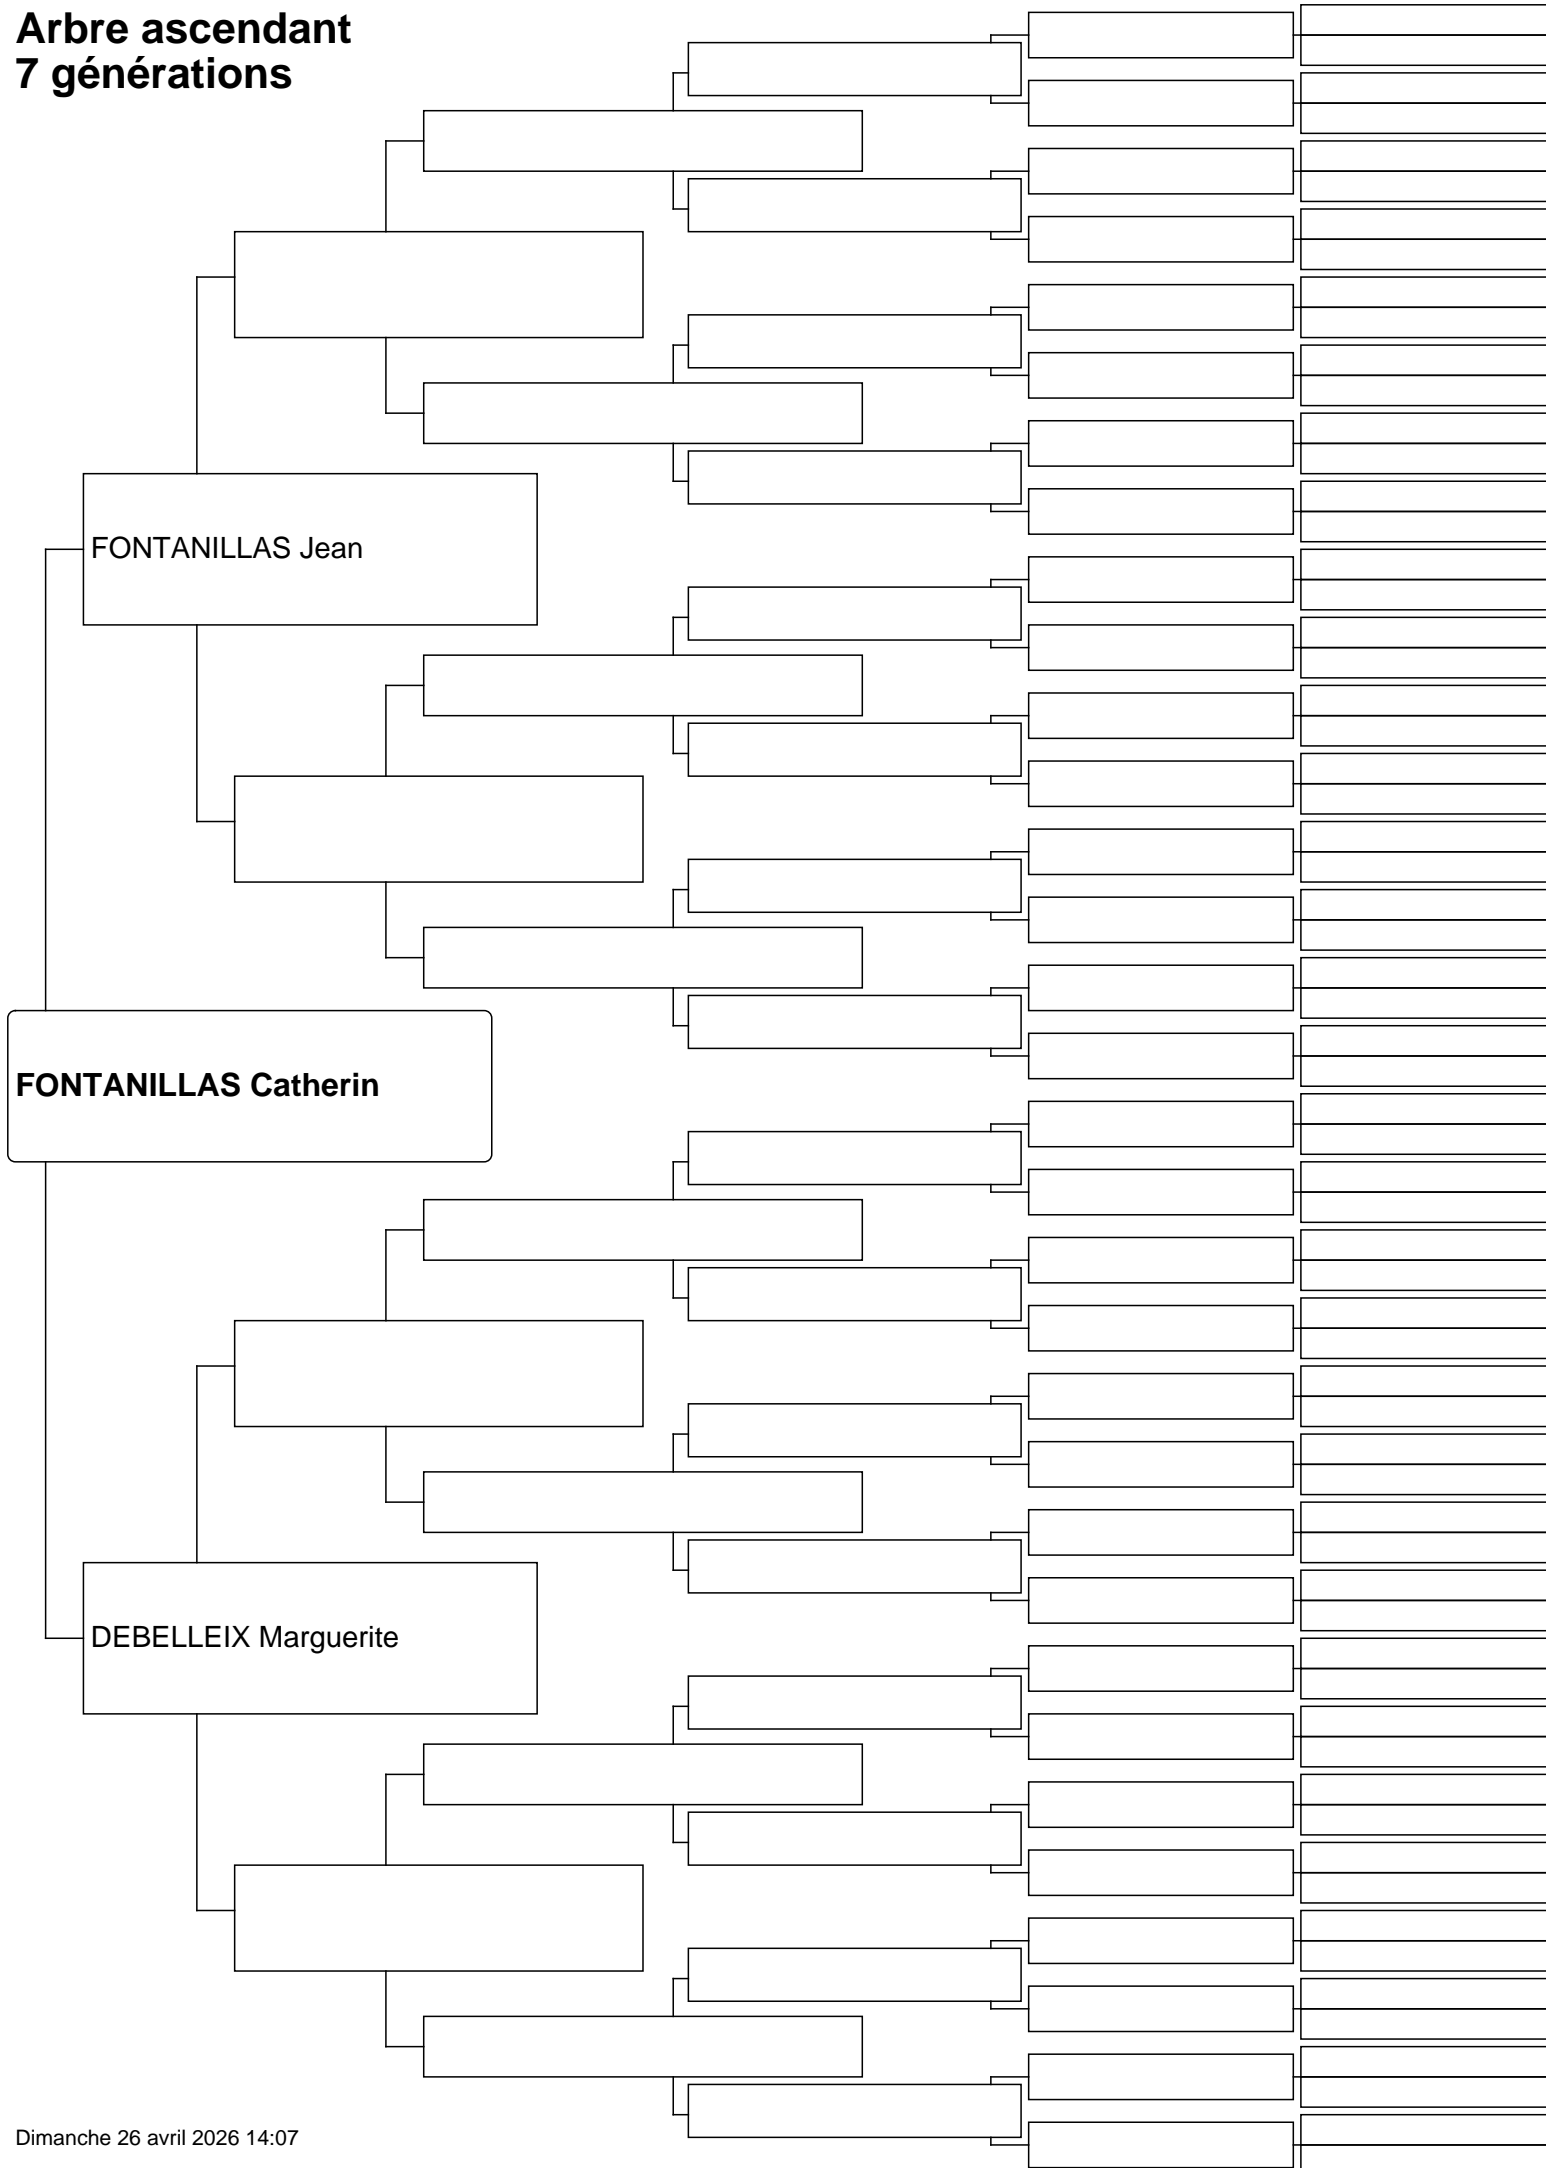 Arbre ascendant
7 générations
FONTANILLAS Jean
FONTANILLAS Catherin
DEBELLEIX Marguerite
Dimanche 26 avril 2026 14:07